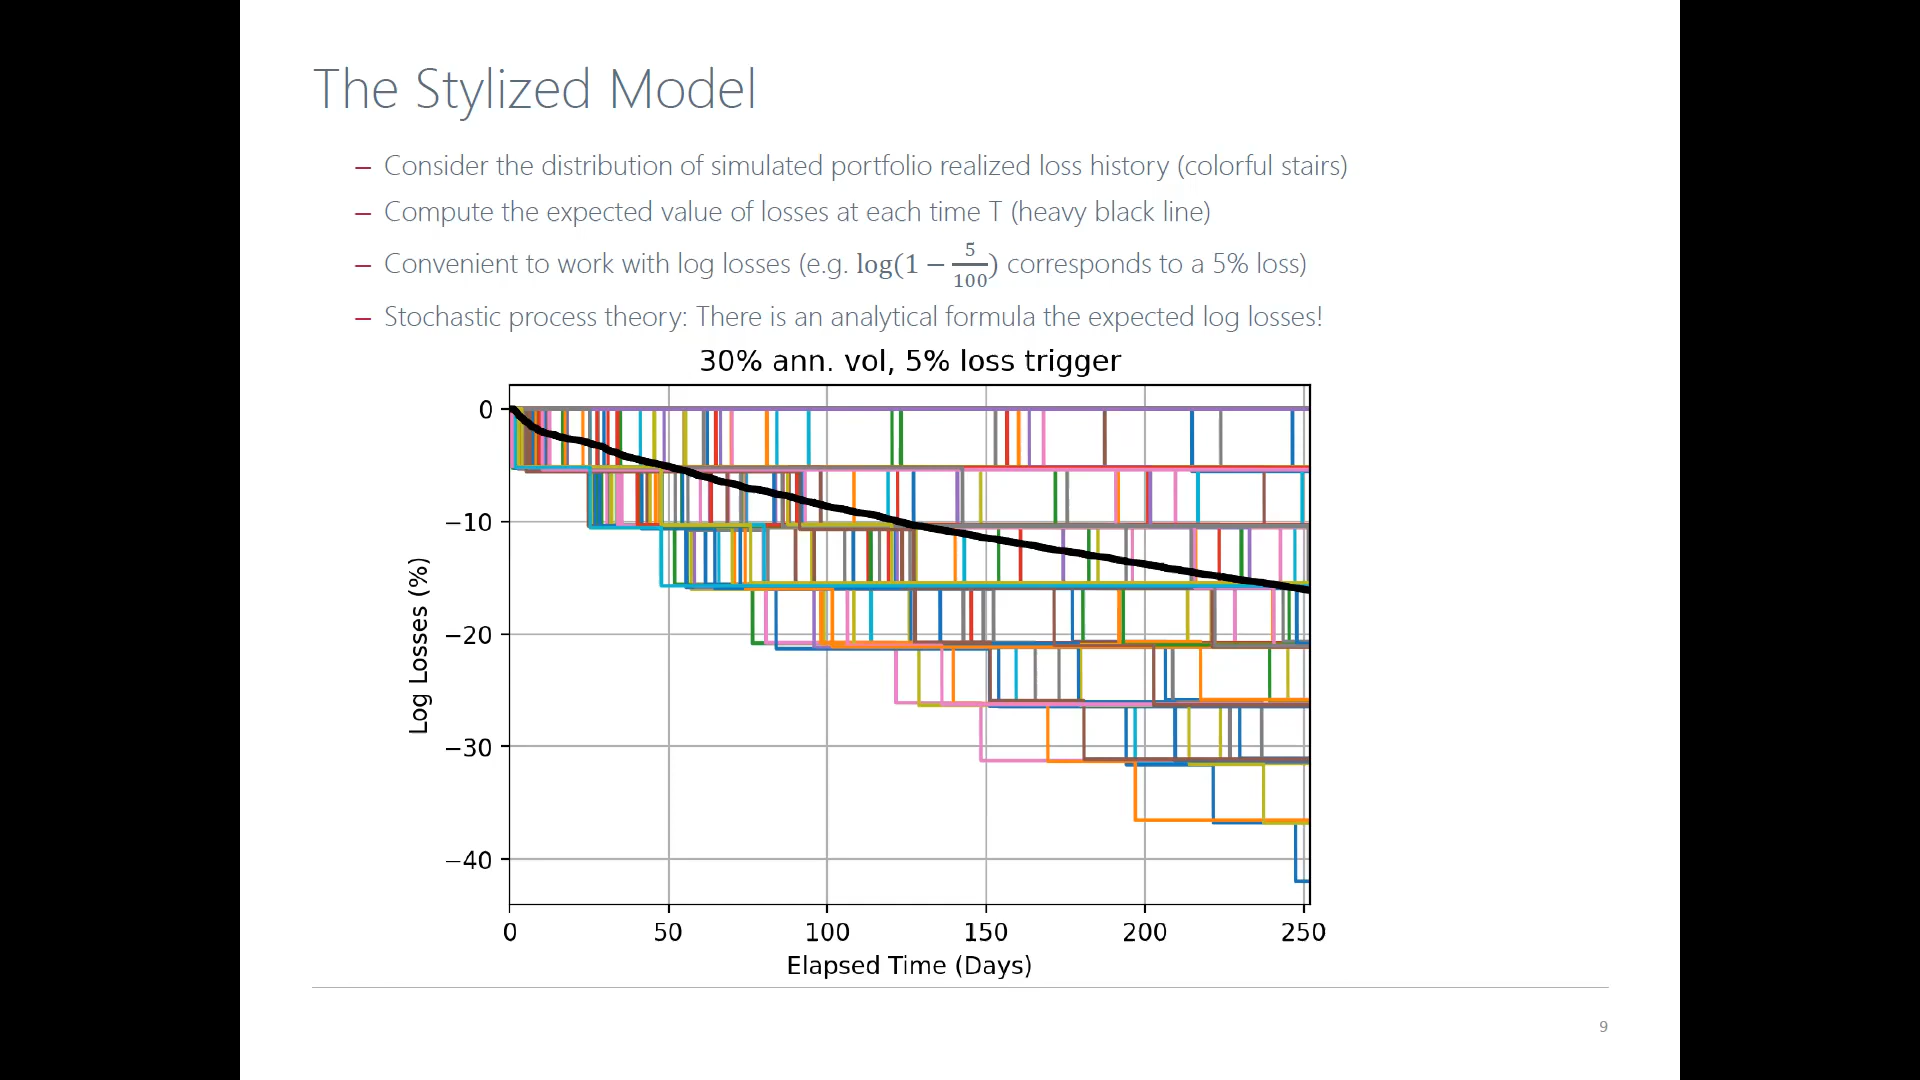 The Stylized Model
– Consider the distribution of simulated portfolio realized loss history (colorful stairs)
– Compute the expected value of losses at each time T (heavy black line)
– Convenient to work with log losses (e.g. log(1 − 5/100) corresponds to a 5% loss)
– Stochastic process theory: There is an analytical formula the expected log losses!
30% ann. vol, 5% loss trigger
0
−10
−20
−30
−40
Log Losses (%)
0 50 100 150 200 250
Elapsed Time (Days)
9